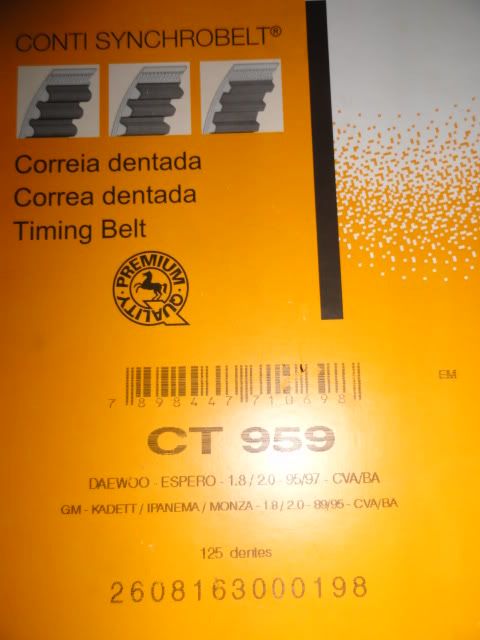 CONTI SYNCHROBELT®
Correia dentada
Correa dentada
Timing Belt
PREMIUM QUALITY
EM
7 898447 710698
CT 959
DAEWOO - ESPERO - 1.8 / 2.0 - 95/97 - CVA/BA
GM - KADETT / IPANEMA / MONZA - 1.8 / 2.0 - 89/95 - CVA/BA
125 dentes
2608163000198